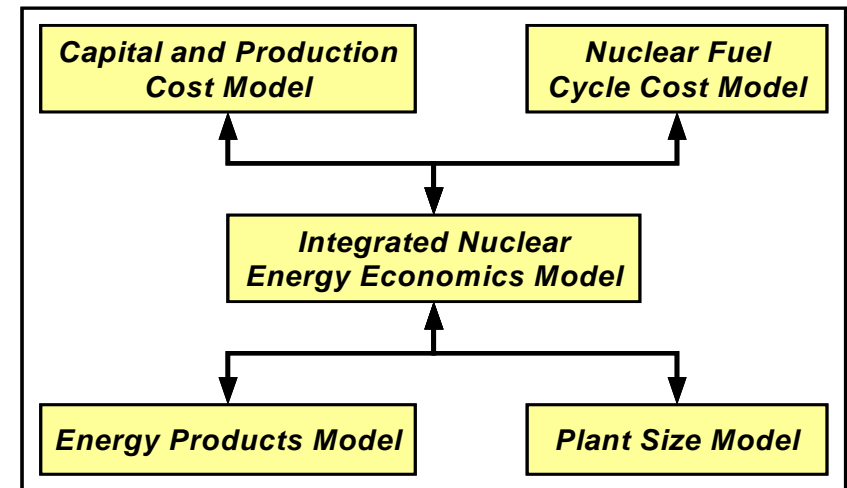 Capital and Production
Cost Model
Nuclear Fuel
Cycle Cost Model
Integrated Nuclear
Energy Economics Model
Energy Products Model
Plant Size Model